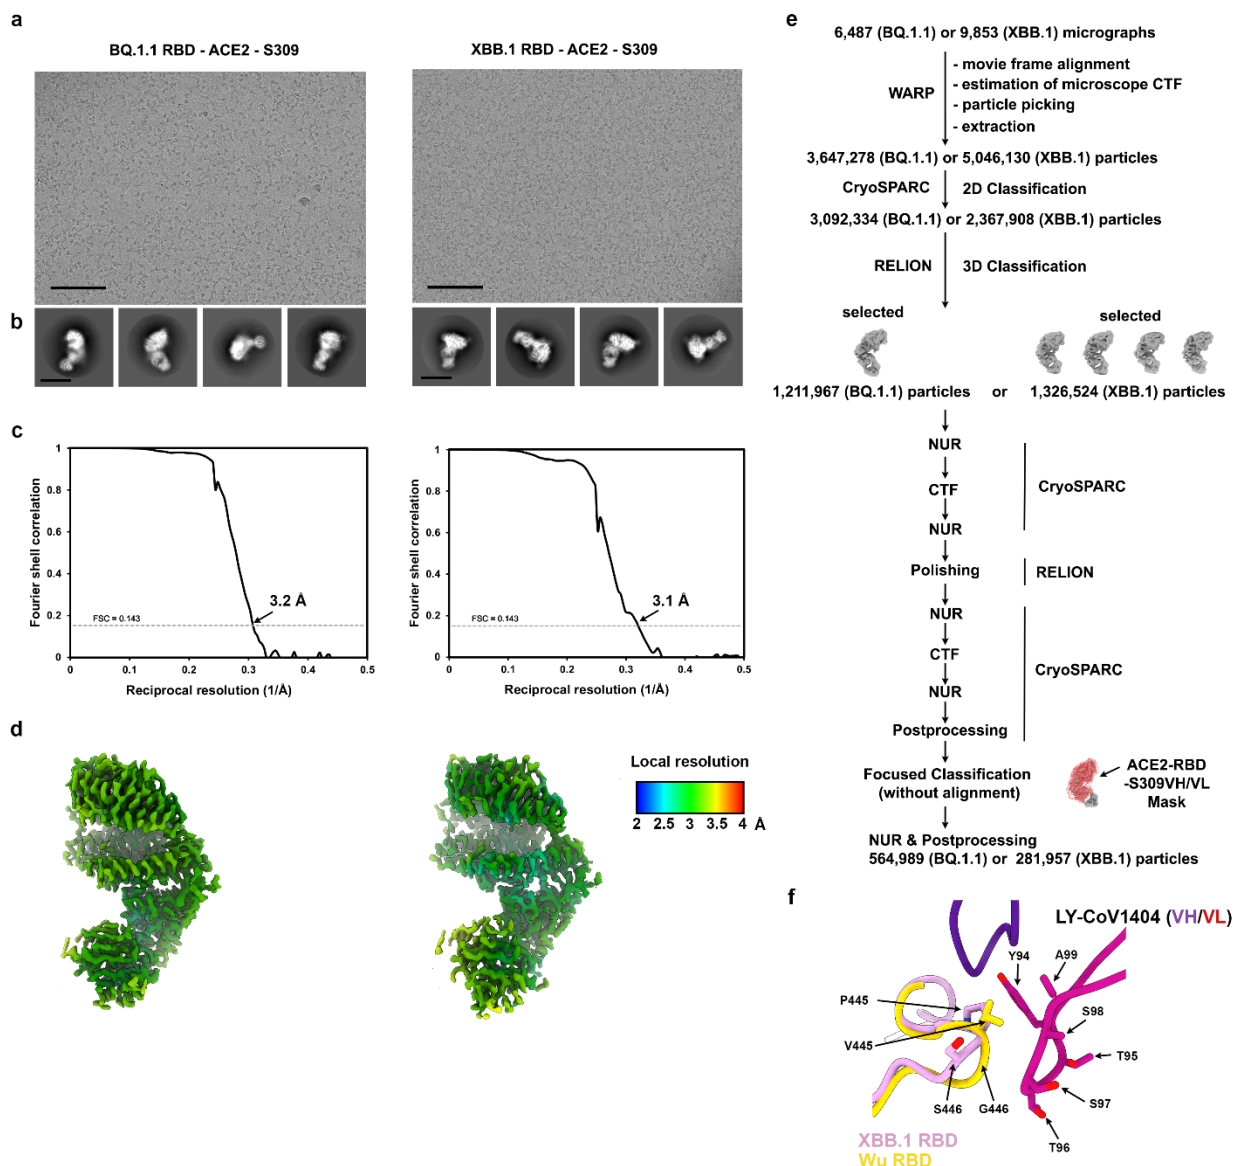 a
BQ.1.1 RBD - ACE2 - S309
XBB.1 RBD - ACE2 - S309
b
c
Fourier shell correlation
1
0.8
0.6
0.4
0.2
0
FSC = 0.143
3.2 Å
0
0.1
0.2
0.3
0.4
0.5
Reciprocal resolution (1/Å)
Fourier shell correlation
1
0.8
0.6
0.4
0.2
0
FSC = 0.143
3.1 Å
0
0.1
0.2
0.3
0.4
0.5
Reciprocal resolution (1/Å)
d
Local resolution
2 2.5 3 3.5 4 Å
e
6,487 (BQ.1.1) or 9,853 (XBB.1) micrographs
WARP
- movie frame alignment
- estimation of microscope CTF
- particle picking
- extraction
3,647,278 (BQ.1.1) or 5,046,130 (XBB.1) particles
CryoSPARC 2D Classification
3,092,334 (BQ.1.1) or 2,367,908 (XBB.1) particles
RELION 3D Classification
selected
selected
1,211,967 (BQ.1.1) particles or 1,326,524 (XBB.1) particles
NUR
CTF
NUR
CryoSPARC
Polishing
RELION
NUR
CTF
NUR
Postprocessing
CryoSPARC
Focused Classification
(without alignment)
ACE2-RBD
-S309VH/VL
Mask
NUR & Postprocessing
564,989 (BQ.1.1) or 281,957 (XBB.1) particles
f
LY-CoV1404 (VH/VL)
Y94
A99
P445
V445
S98
T95
S446
G446
S97
T96
XBB.1 RBD
Wu RBD